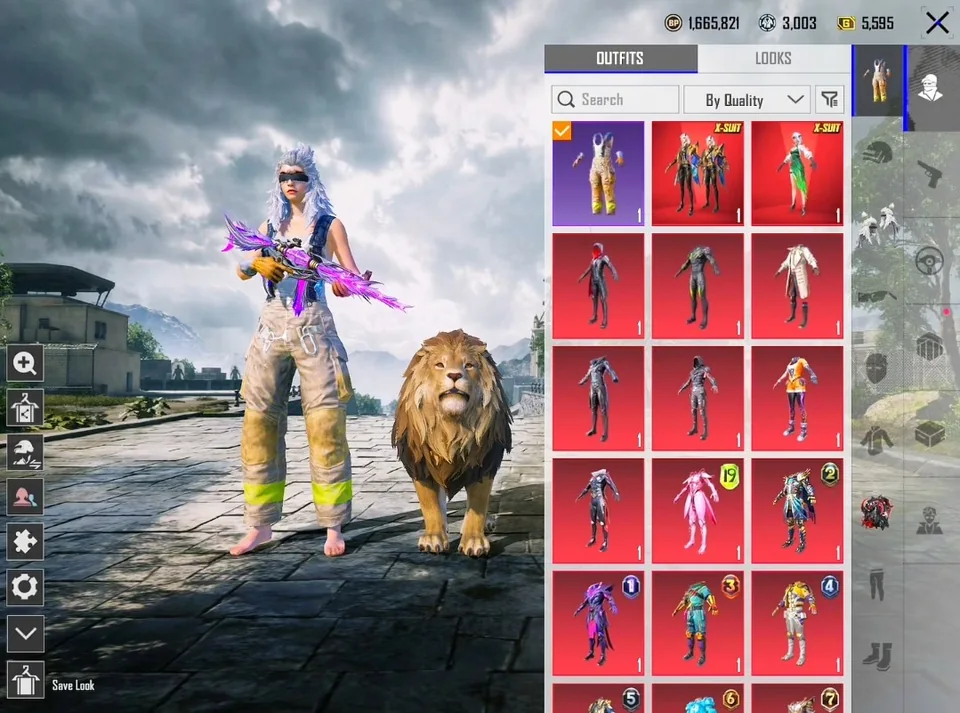 BP 1,665,821 3,003 G 5,595
OUTFITS LOOKS
Search By Quality
1 X-SUIT 1 X-SUIT 1
1 1 1
1 1 1
1 19 1 2 1
1 1 3 1 4 1
5 6 7
Save Look